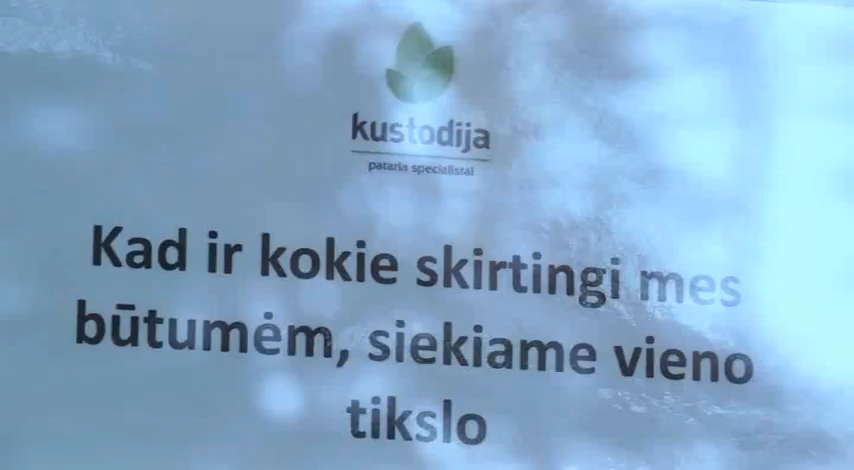 kustodija
pataria specialistai
Kad ir kokie skirtingi mes
būtumėm, siekiame vieno
tikslo